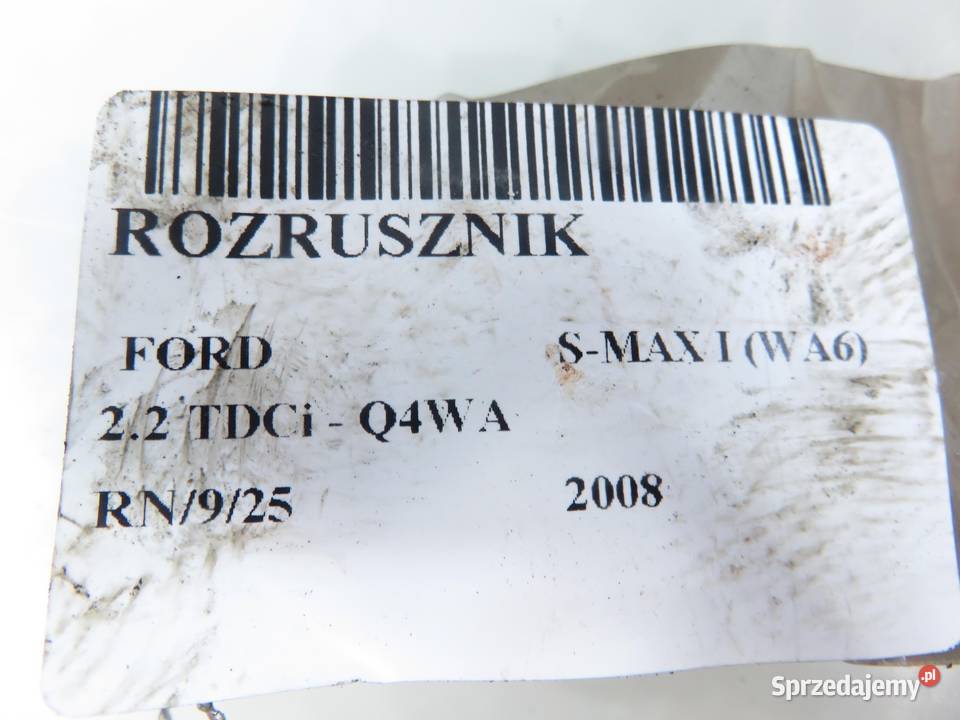 ROZRUSZNIK
FORD S-MAX I (WA6)
2.2 TDCi - Q4WA
RN/9/25 2008
Sprzedajemy.pl